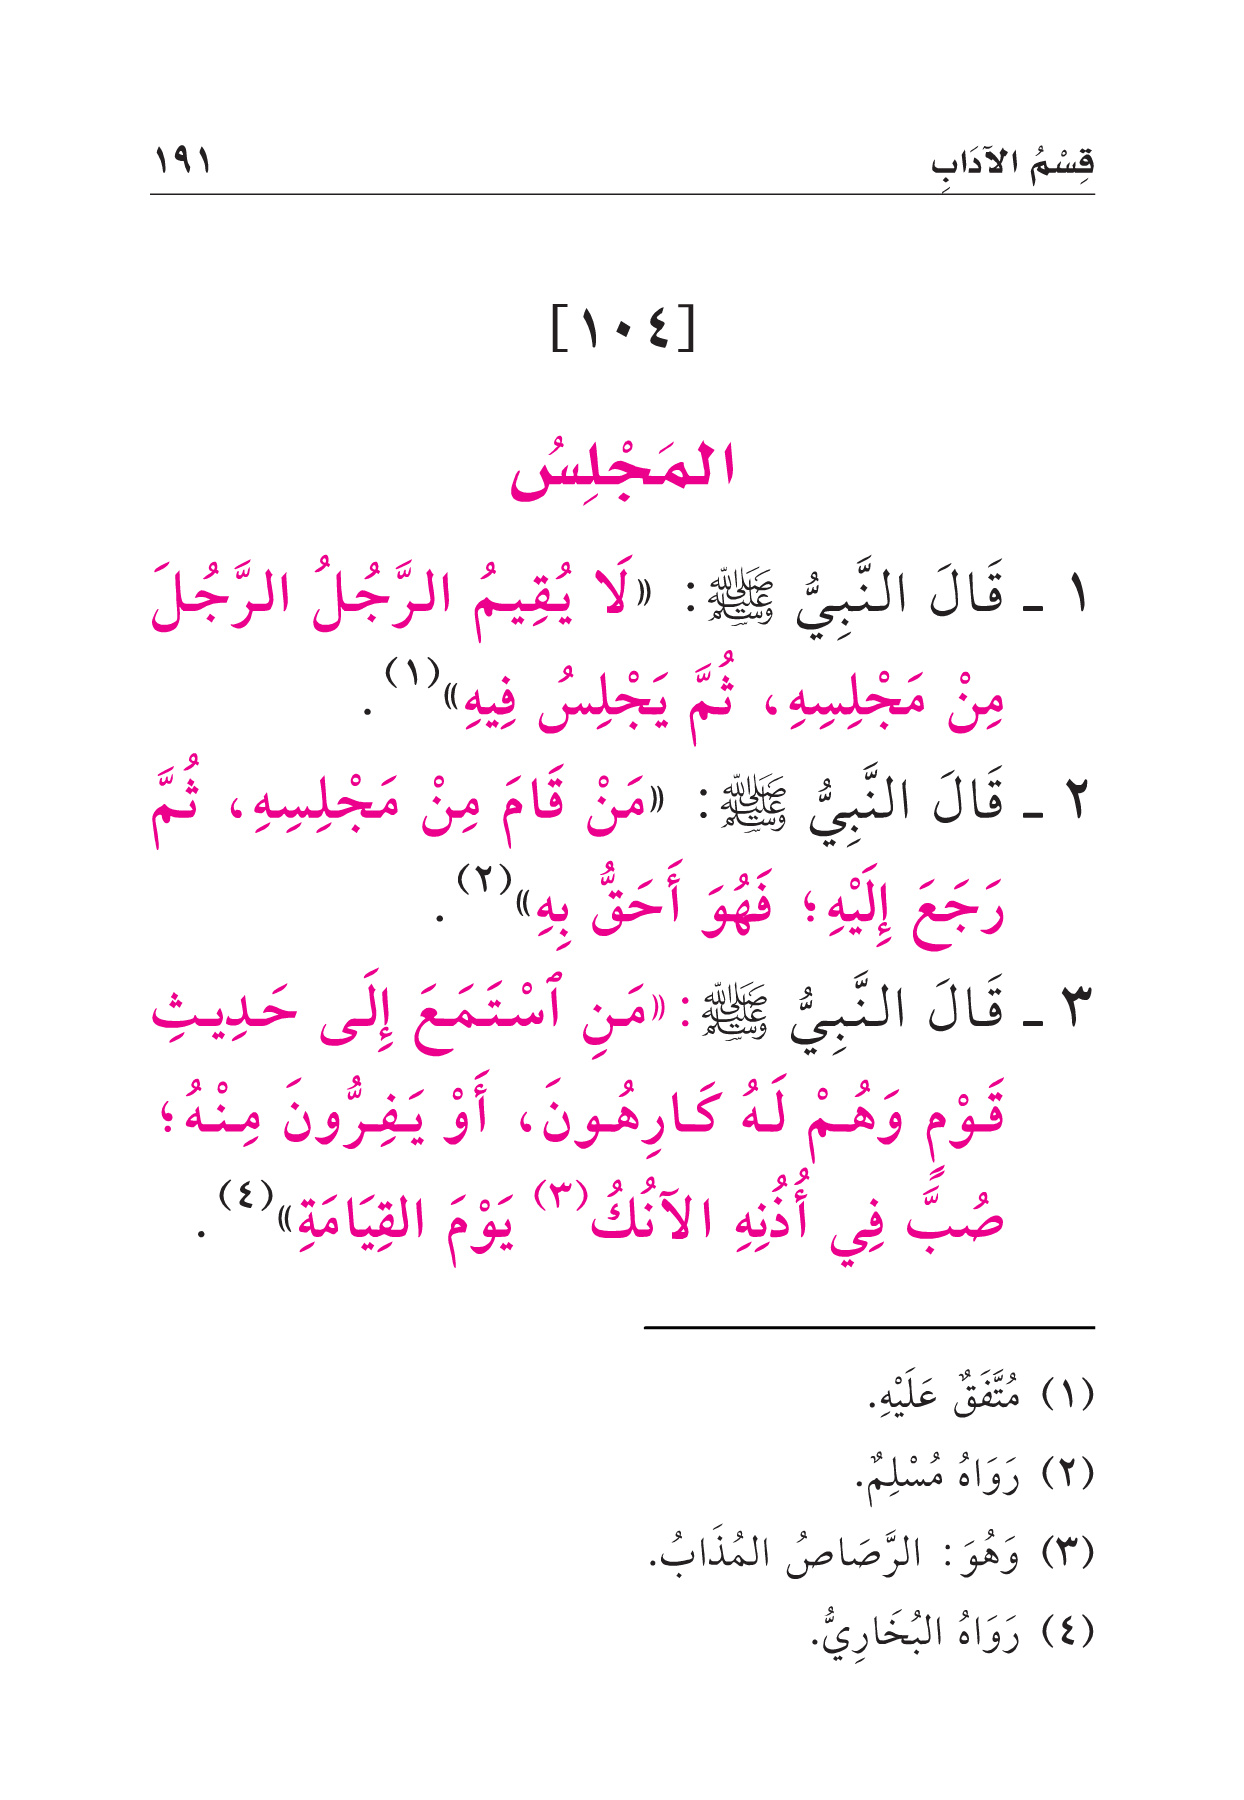 قِسْمُ الآدَابِ ١٩١
[١٠٤]
المَجْلِسُ
١ ـ قَالَ النَّبِيُّ ﷺ: «لَا يُقِيمُ الرَّجُلُ الرَّجُلَ
مِنْ مَجْلِسِهِ، ثُمَّ يَجْلِسُ فِيهِ»(١).
٢ ـ قَالَ النَّبِيُّ ﷺ: «مَنْ قَامَ مِنْ مَجْلِسِهِ، ثُمَّ
رَجَعَ إِلَيْهِ؛ فَهُوَ أَحَقُّ بِهِ»(٢).
٣ ـ قَالَ النَّبِيُّ ﷺ: «مَنِ ٱسْتَمَعَ إِلَى حَدِيثِ
قَوْمٍ وَهُمْ لَهُ كَارِهُونَ، أَوْ يَفِرُّونَ مِنْهُ؛
صُبَّ فِي أُذُنِهِ الآنُكُ(٣) يَوْمَ القِيَامَةِ»(٤).
(١) مُتَّفَقٌ عَلَيْهِ.
(٢) رَوَاهُ مُسْلِمٌ.
(٣) وَهُوَ: الرَّصَاصُ المُذَابُ.
(٤) رَوَاهُ البُخَارِيُّ.